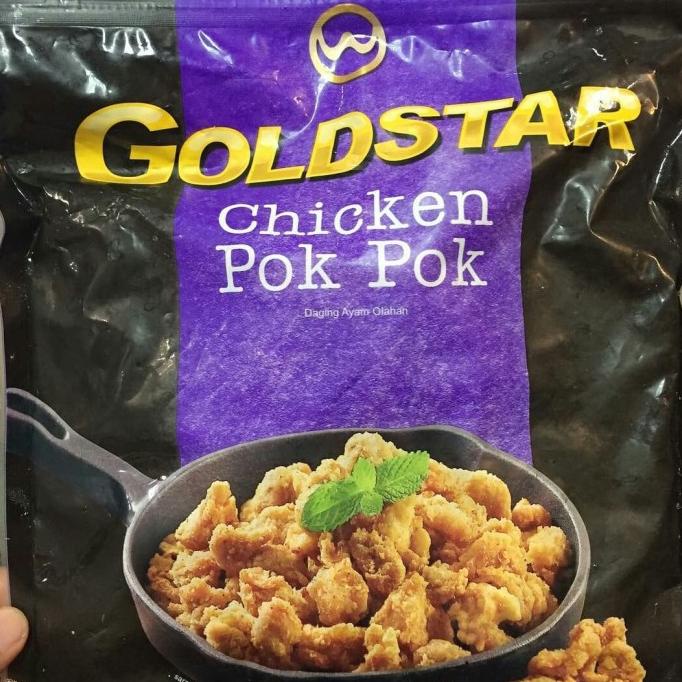 GOLDSTAR
Chicken
Pok Pok
Daging Ayam Olahan